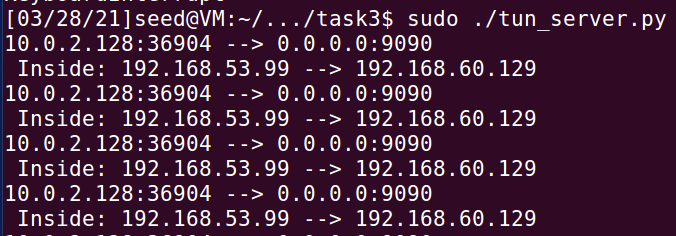 [03/28/21]seed@VM:~/.../task3$ sudo ./tun_server.py
10.0.2.128:36904 --> 0.0.0.0:9090
 Inside: 192.168.53.99 --> 192.168.60.129
10.0.2.128:36904 --> 0.0.0.0:9090
 Inside: 192.168.53.99 --> 192.168.60.129
10.0.2.128:36904 --> 0.0.0.0:9090
 Inside: 192.168.53.99 --> 192.168.60.129
10.0.2.128:36904 --> 0.0.0.0:9090
 Inside: 192.168.53.99 --> 192.168.60.129